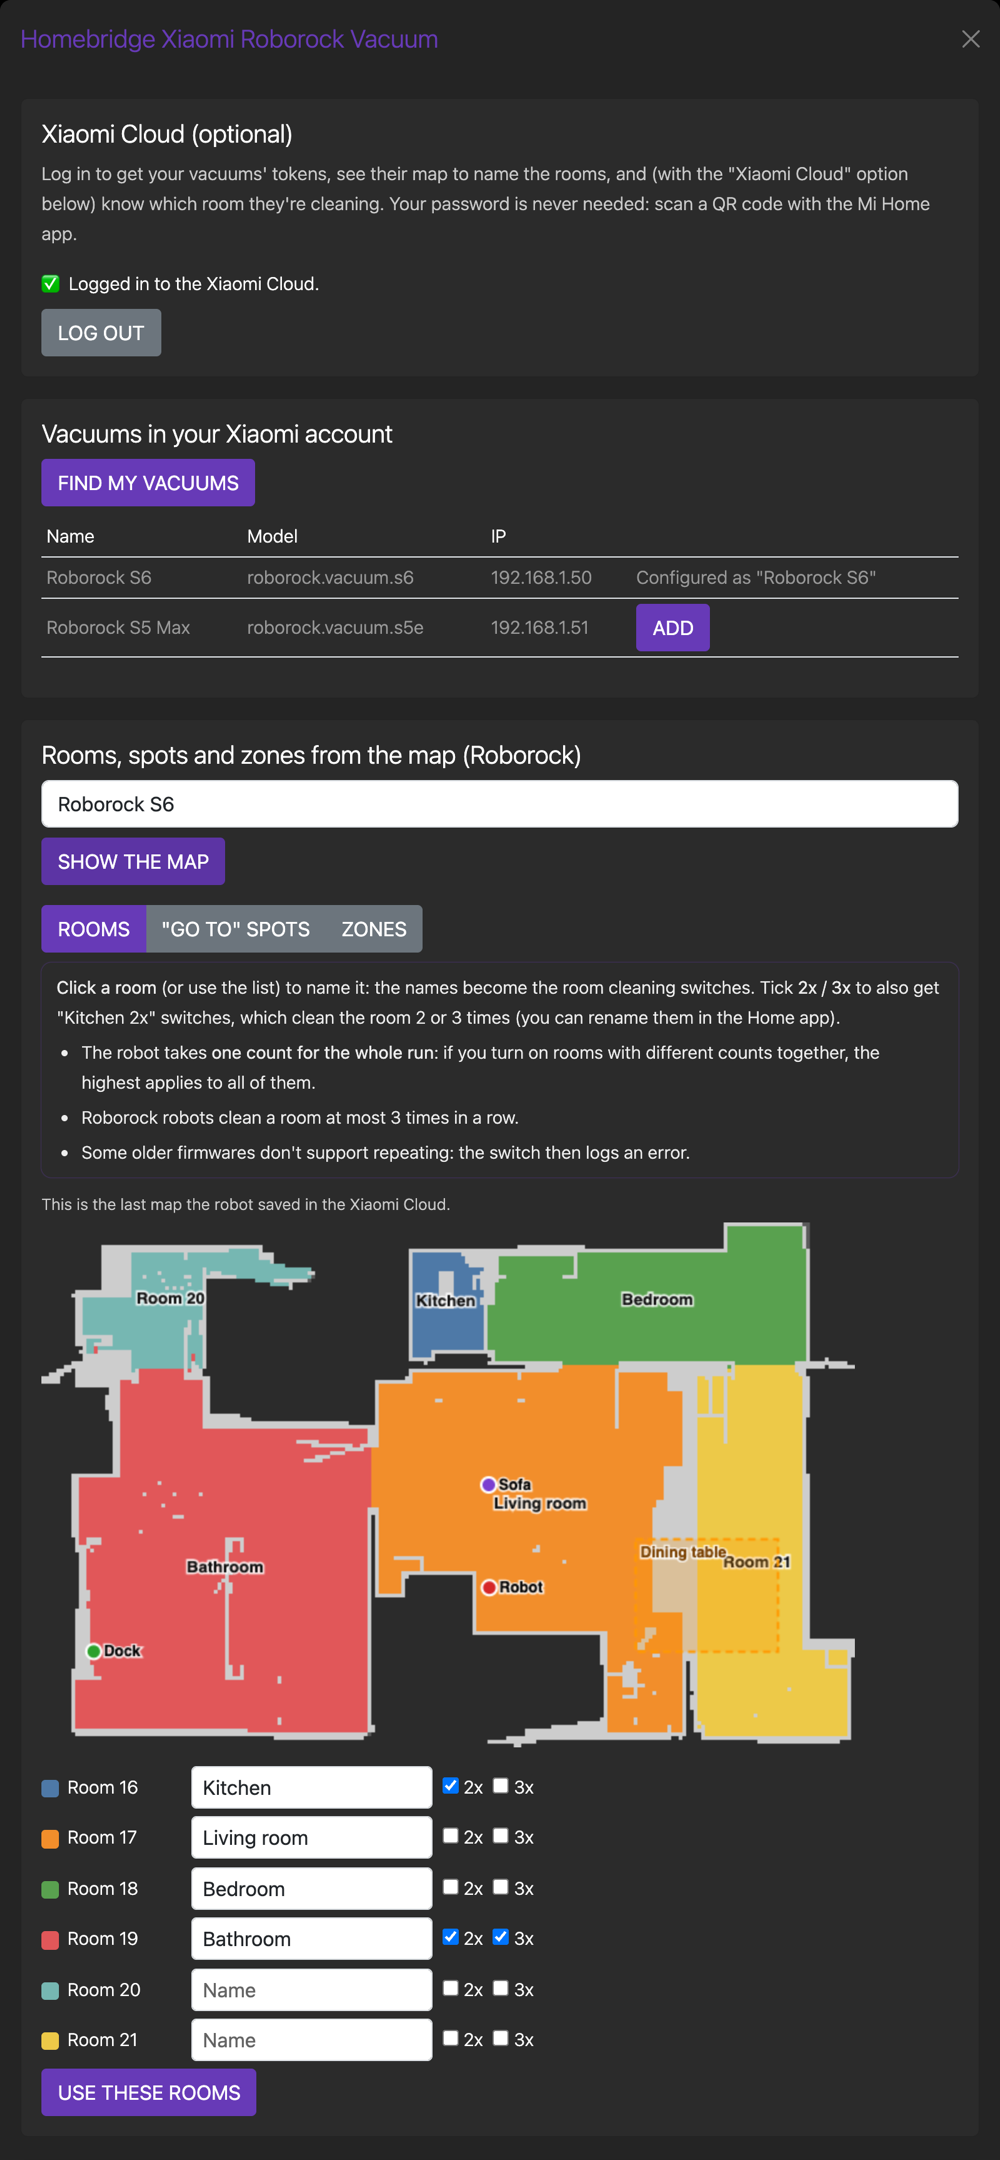 Homebridge Xiaomi Roborock Vacuum
Xiaomi Cloud (optional)
Log in to get your vacuums' tokens, see their map to name the rooms, and (with the "Xiaomi Cloud" option
below) know which room they're cleaning. Your password is never needed: scan a QR code with the Mi Home
app.
Logged in to the Xiaomi Cloud.
LOG OUT
Vacuums in your Xiaomi account
FIND MY VACUUMS
Name Model IP
Roborock S6 roborock.vacuum.s6 192.168.1.50 Configured as "Roborock S6"
Roborock S5 Max roborock.vacuum.s5e 192.168.1.51 ADD
Rooms, spots and zones from the map (Roborock)
Roborock S6
SHOW THE MAP
ROOMS "GO TO" SPOTS ZONES
Click a room (or use the list) to name it: the names become the room cleaning switches. Tick 2x / 3x to also get
"Kitchen 2x" switches, which clean the room 2 or 3 times (you can rename them in the Home app).
• The robot takes one count for the whole run: if you turn on rooms with different counts together, the
highest applies to all of them.
• Roborock robots clean a room at most 3 times in a row.
• Some older firmwares don't support repeating: the switch then logs an error.
This is the last map the robot saved in the Xiaomi Cloud.
Room 20
Kitchen
Bedroom
Sofa
Living room
Dining table
Room 21
Bathroom
Robot
Dock
Room 16 Kitchen 2x 3x
Room 17 Living room 2x 3x
Room 18 Bedroom 2x 3x
Room 19 Bathroom 2x 3x
Room 20 Name 2x 3x
Room 21 Name 2x 3x
USE THESE ROOMS